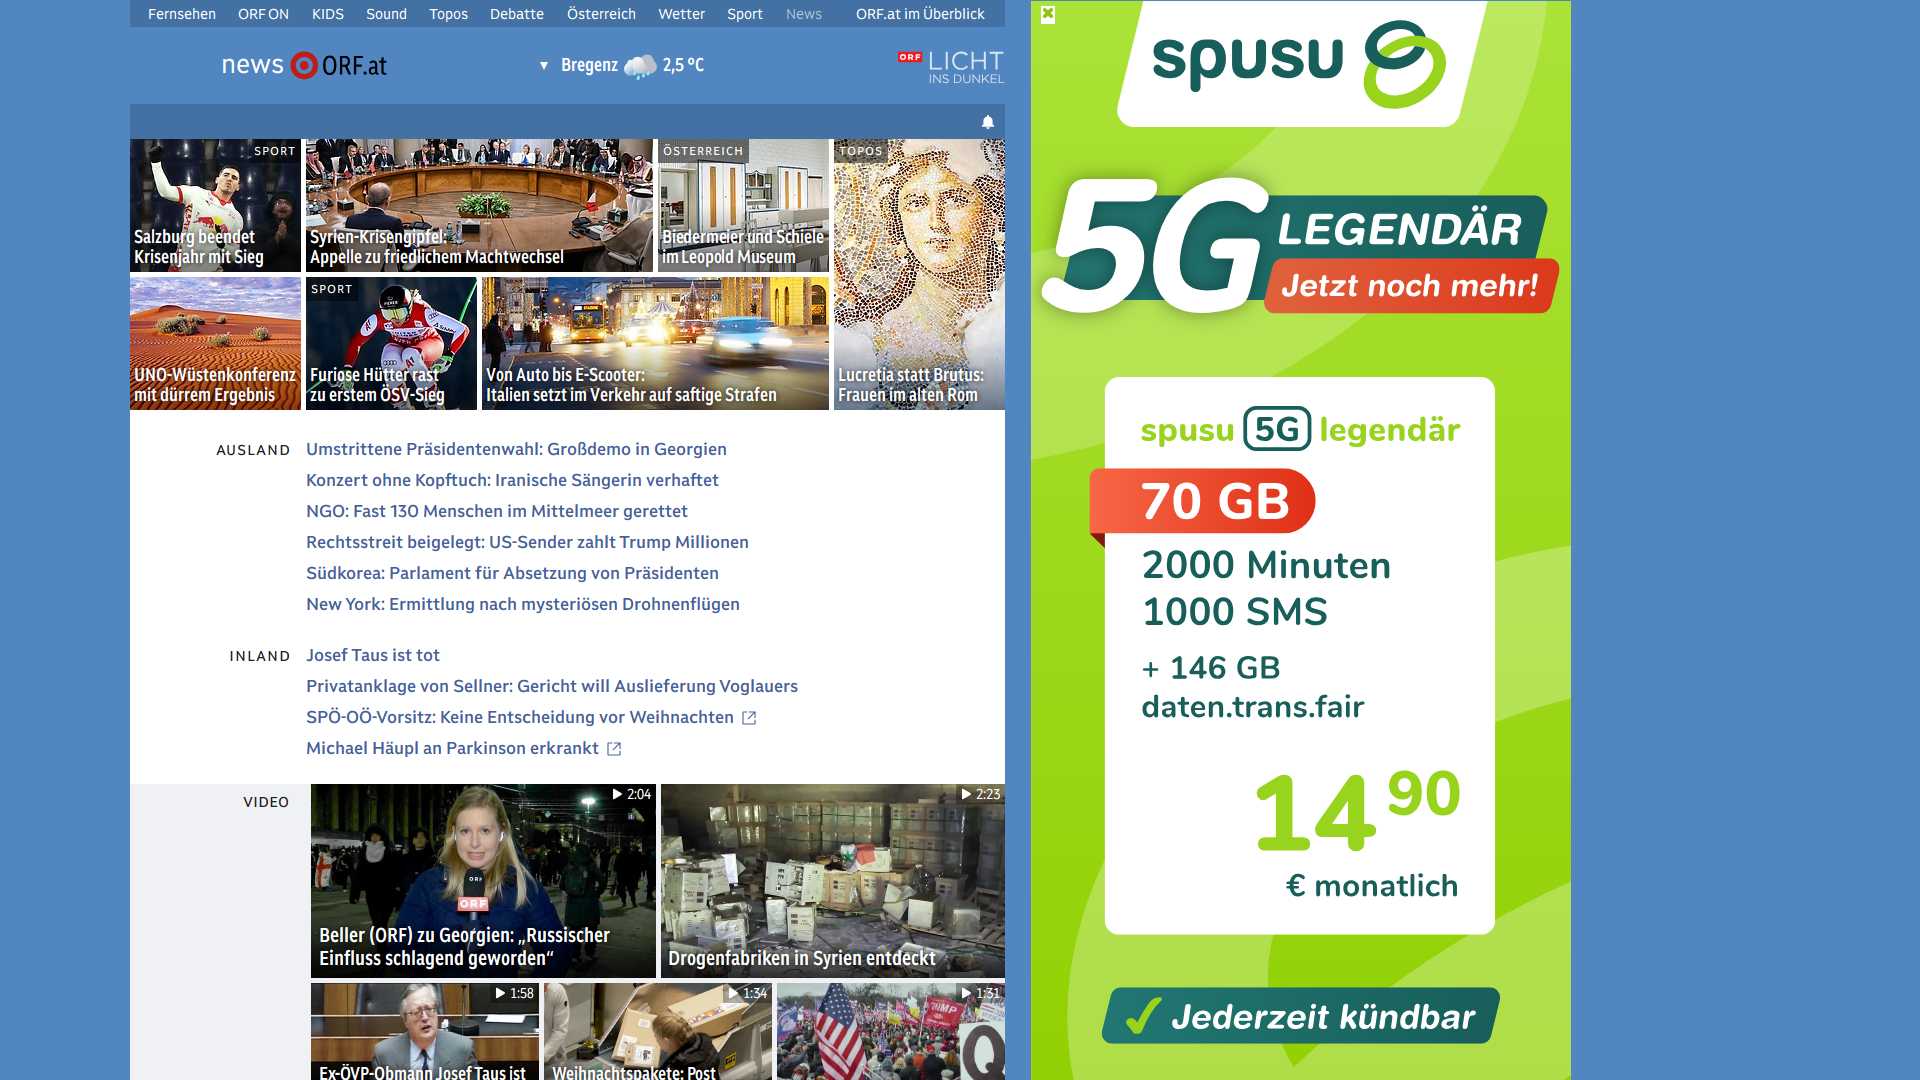 Fernsehen ORF ON KIDS Sound Topos Debatte Österreich Wetter Sport News ORF.at im Überblick
news ORF.at
Bregenz 2,5 °C
ORF LICHT
INS DUNKEL
SPORT
Salzburg beendet
Krisenjahr mit Sieg
Syrien-Krisengipfel:
Appelle zu friedlichem Machtwechsel
ÖSTERREICH
Biedermeier und Schiele
im Leopold Museum
TOPOS
Lucretia statt Brutus:
Frauen im alten Rom
UNO-Wüstenkonferenz
mit dürrem Ergebnis
SPORT
Furiose Hütter rast
zu erstem ÖSV-Sieg
Von Auto bis E-Scooter:
Italien setzt im Verkehr auf saftige Strafen
AUSLAND
Umstrittene Präsidentenwahl: Großdemo in Georgien
Konzert ohne Kopftuch: Iranische Sängerin verhaftet
NGO: Fast 130 Menschen im Mittelmeer gerettet
Rechtsstreit beigelegt: US-Sender zahlt Trump Millionen
Südkorea: Parlament für Absetzung von Präsidenten
New York: Ermittlung nach mysteriösen Drohnenflügen
INLAND
Josef Taus ist tot
Privatanklage von Sellner: Gericht will Auslieferung Voglauers
SPÖ-OÖ-Vorsitz: Keine Entscheidung vor Weihnachten
Michael Häupl an Parkinson erkrankt
VIDEO
2:04
ORF
ORF
Beller (ORF) zu Georgien: „Russischer
Einfluss schlagend geworden“
2:23
Drogenfabriken in Syrien entdeckt
1:58
Ex-ÖVP-Obmann Josef Taus ist
1:34
Weihnachtspakete: Post
1:31
TRUMP
Q
spusu
5G LEGENDÄR
Jetzt noch mehr!
spusu 5G legendär
70 GB
2000 Minuten
1000 SMS
+ 146 GB
daten.trans.fair
14 90
€ monatlich
Jederzeit kündbar